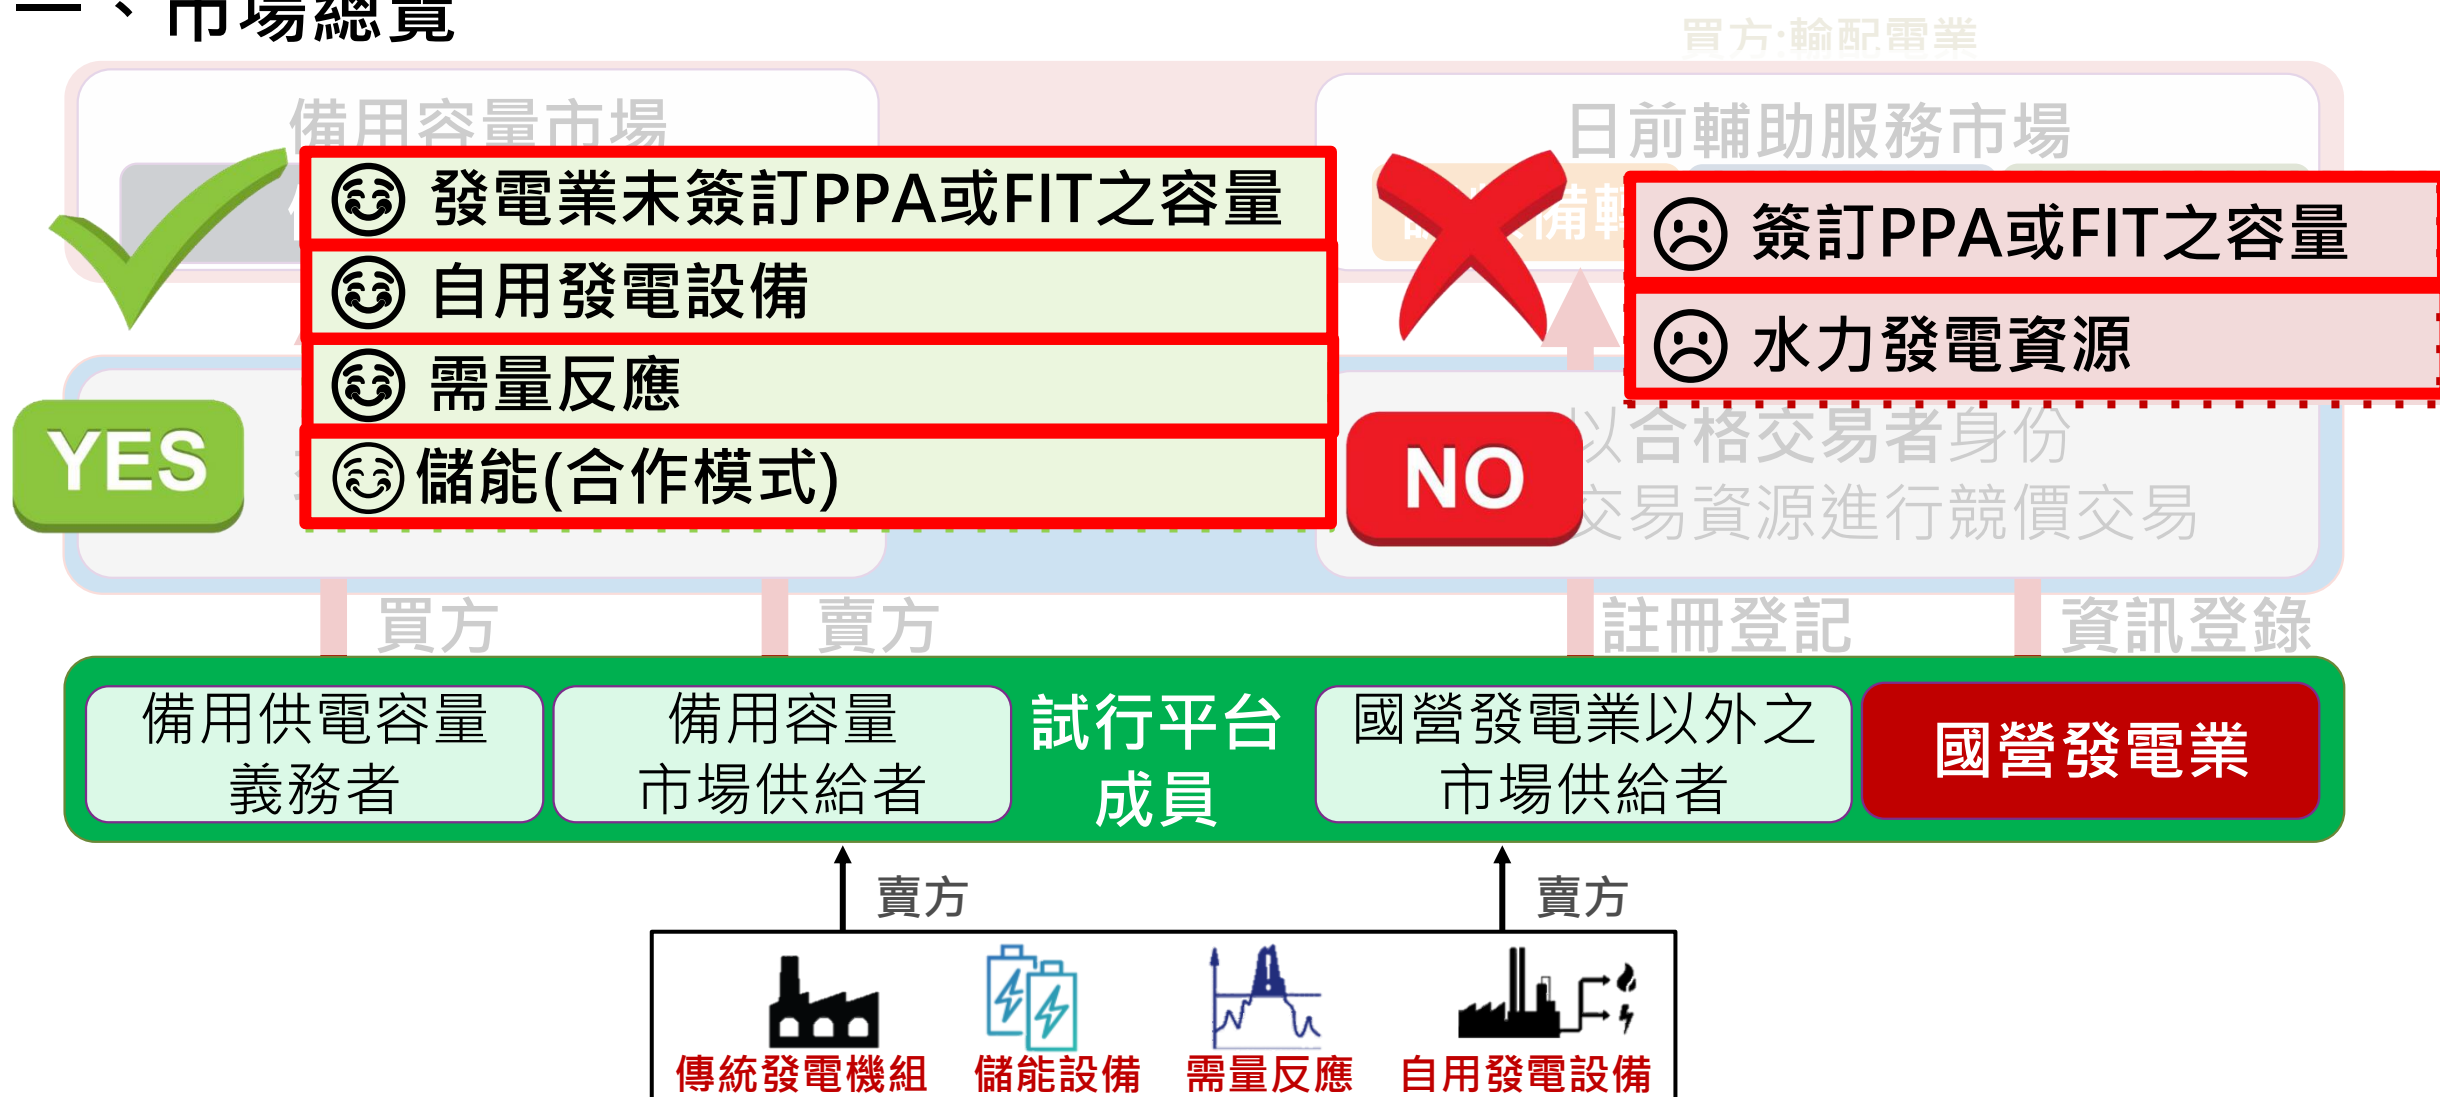 一、市場總覽
買方:輸配電業
備用容量市場
日前輔助服務市場
發電業未簽訂PPA或FIT之容量
自用發電設備
需量反應
儲能(合作模式)
簽訂PPA或FIT之容量
水力發電資源
YES
NO
以合格交易者身份
交易資源進行競價交易
買方
賣方
註冊登記
資訊登錄
備用供電容量
義務者
備用容量
市場供給者
試行平台
成員
國營發電業以外之
市場供給者
國營發電業
賣方
賣方
傳統發電機組
儲能設備
需量反應
自用發電設備